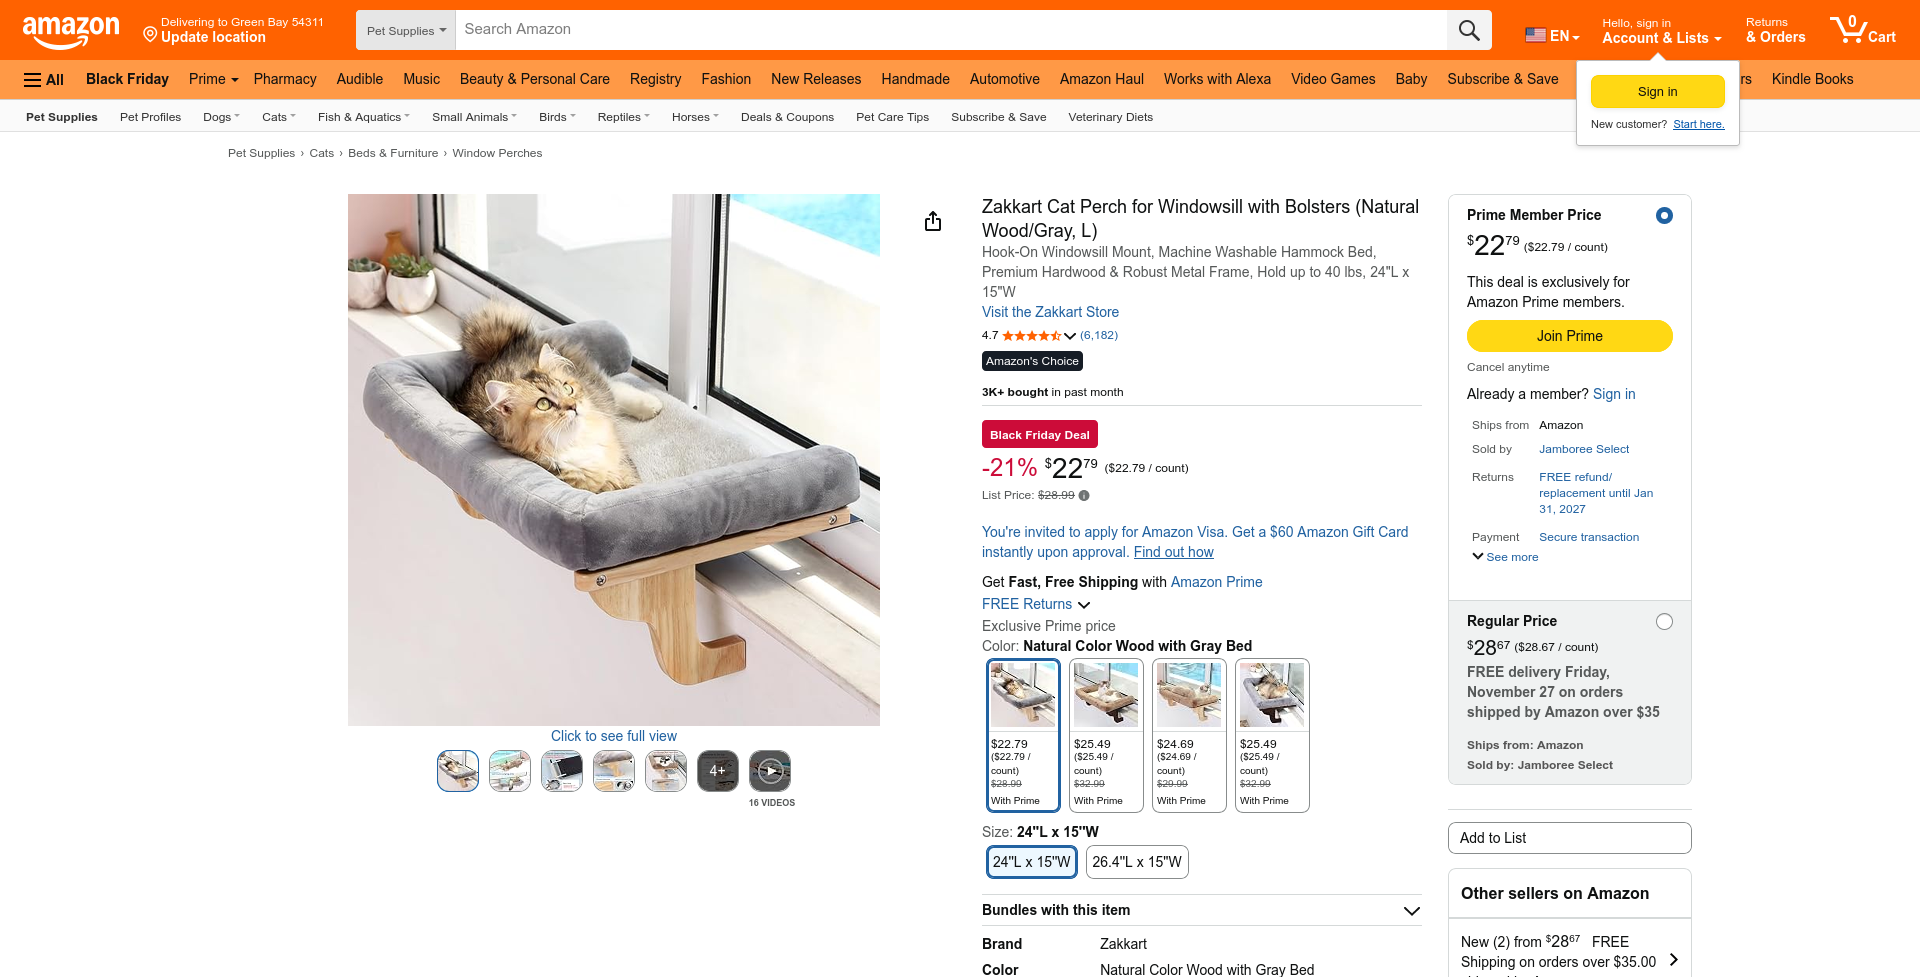 amazon
Delivering to Green Bay 54311
Update location
Pet Supplies
Search Amazon
EN
Hello, sign in
Account & Lists
Returns
& Orders
0
Cart
All
Black Friday
Prime
Pharmacy
Audible
Music
Beauty & Personal Care
Registry
Fashion
New Releases
Handmade
Automotive
Amazon Haul
Works with Alexa
Video Games
Baby
Subscribe & Save
rs
Kindle Books
Sign in
New customer? Start here.
Pet Supplies
Pet Profiles
Dogs
Cats
Fish & Aquatics
Small Animals
Birds
Reptiles
Horses
Deals & Coupons
Pet Care Tips
Subscribe & Save
Veterinary Diets
Pet Supplies › Cats › Beds & Furniture › Window Perches
Click to see full view
4+
16 VIDEOS
Zakkart Cat Perch for Windowsill with Bolsters (Natural
Wood/Gray, L)
Hook-On Windowsill Mount, Machine Washable Hammock Bed,
Premium Hardwood & Robust Metal Frame, Hold up to 40 lbs, 24"L x
15"W
Visit the Zakkart Store
4.7 (6,182)
Amazon's Choice
3K+ bought in past month
Black Friday Deal
-21% $2279 ($22.79 / count)
List Price: $28.99
You're invited to apply for Amazon Visa. Get a $60 Amazon Gift Card
instantly upon approval. Find out how
Get Fast, Free Shipping with Amazon Prime
FREE Returns
Exclusive Prime price
Color: Natural Color Wood with Gray Bed
$22.79
($22.79 /
count)
$28.99
With Prime
$25.49
($25.49 /
count)
$32.99
With Prime
$24.69
($24.69 /
count)
$29.99
With Prime
$25.49
($25.49 /
count)
$32.99
With Prime
Size: 24"L x 15"W
24"L x 15"W
26.4"L x 15"W
Bundles with this item
Brand Zakkart
Color Natural Color Wood with Gray Bed
Prime Member Price
$2279 ($22.79 / count)
This deal is exclusively for
Amazon Prime members.
Join Prime
Cancel anytime
Already a member? Sign in
Ships from Amazon
Sold by Jamboree Select
Returns FREE refund/
replacement until Jan
31, 2027
Payment Secure transaction
See more
Regular Price
$2867 ($28.67 / count)
FREE delivery Friday,
November 27 on orders
shipped by Amazon over $35
Ships from: Amazon
Sold by: Jamboree Select
Add to List
Other sellers on Amazon
New (2) from $2867 FREE
Shipping on orders over $35.00